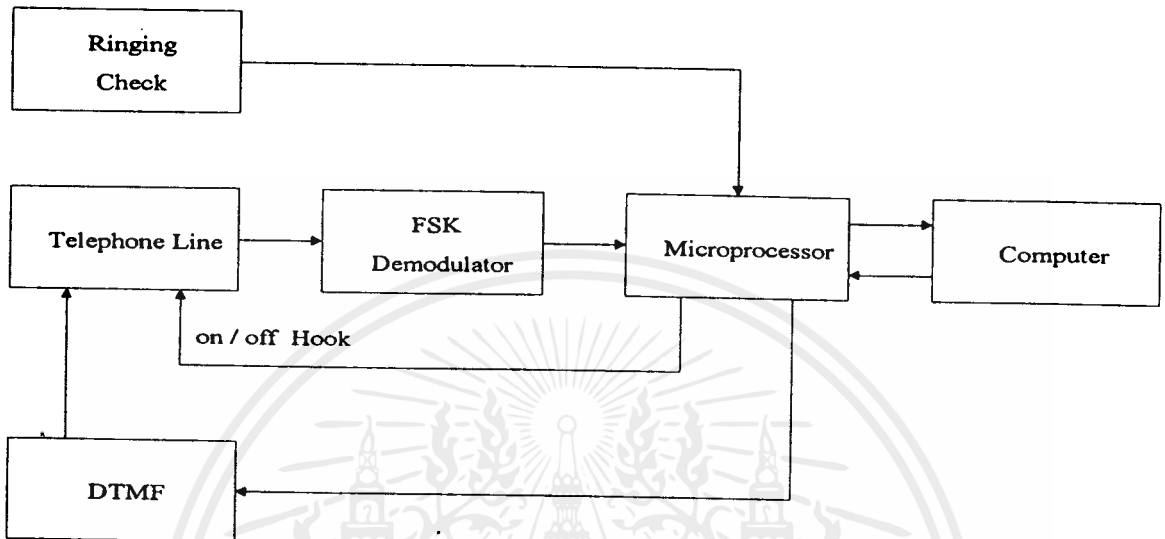 Ringing
Check
Telephone Line
FSK
Demodulator
Microprocessor
Computer
on / off Hook
DTMF